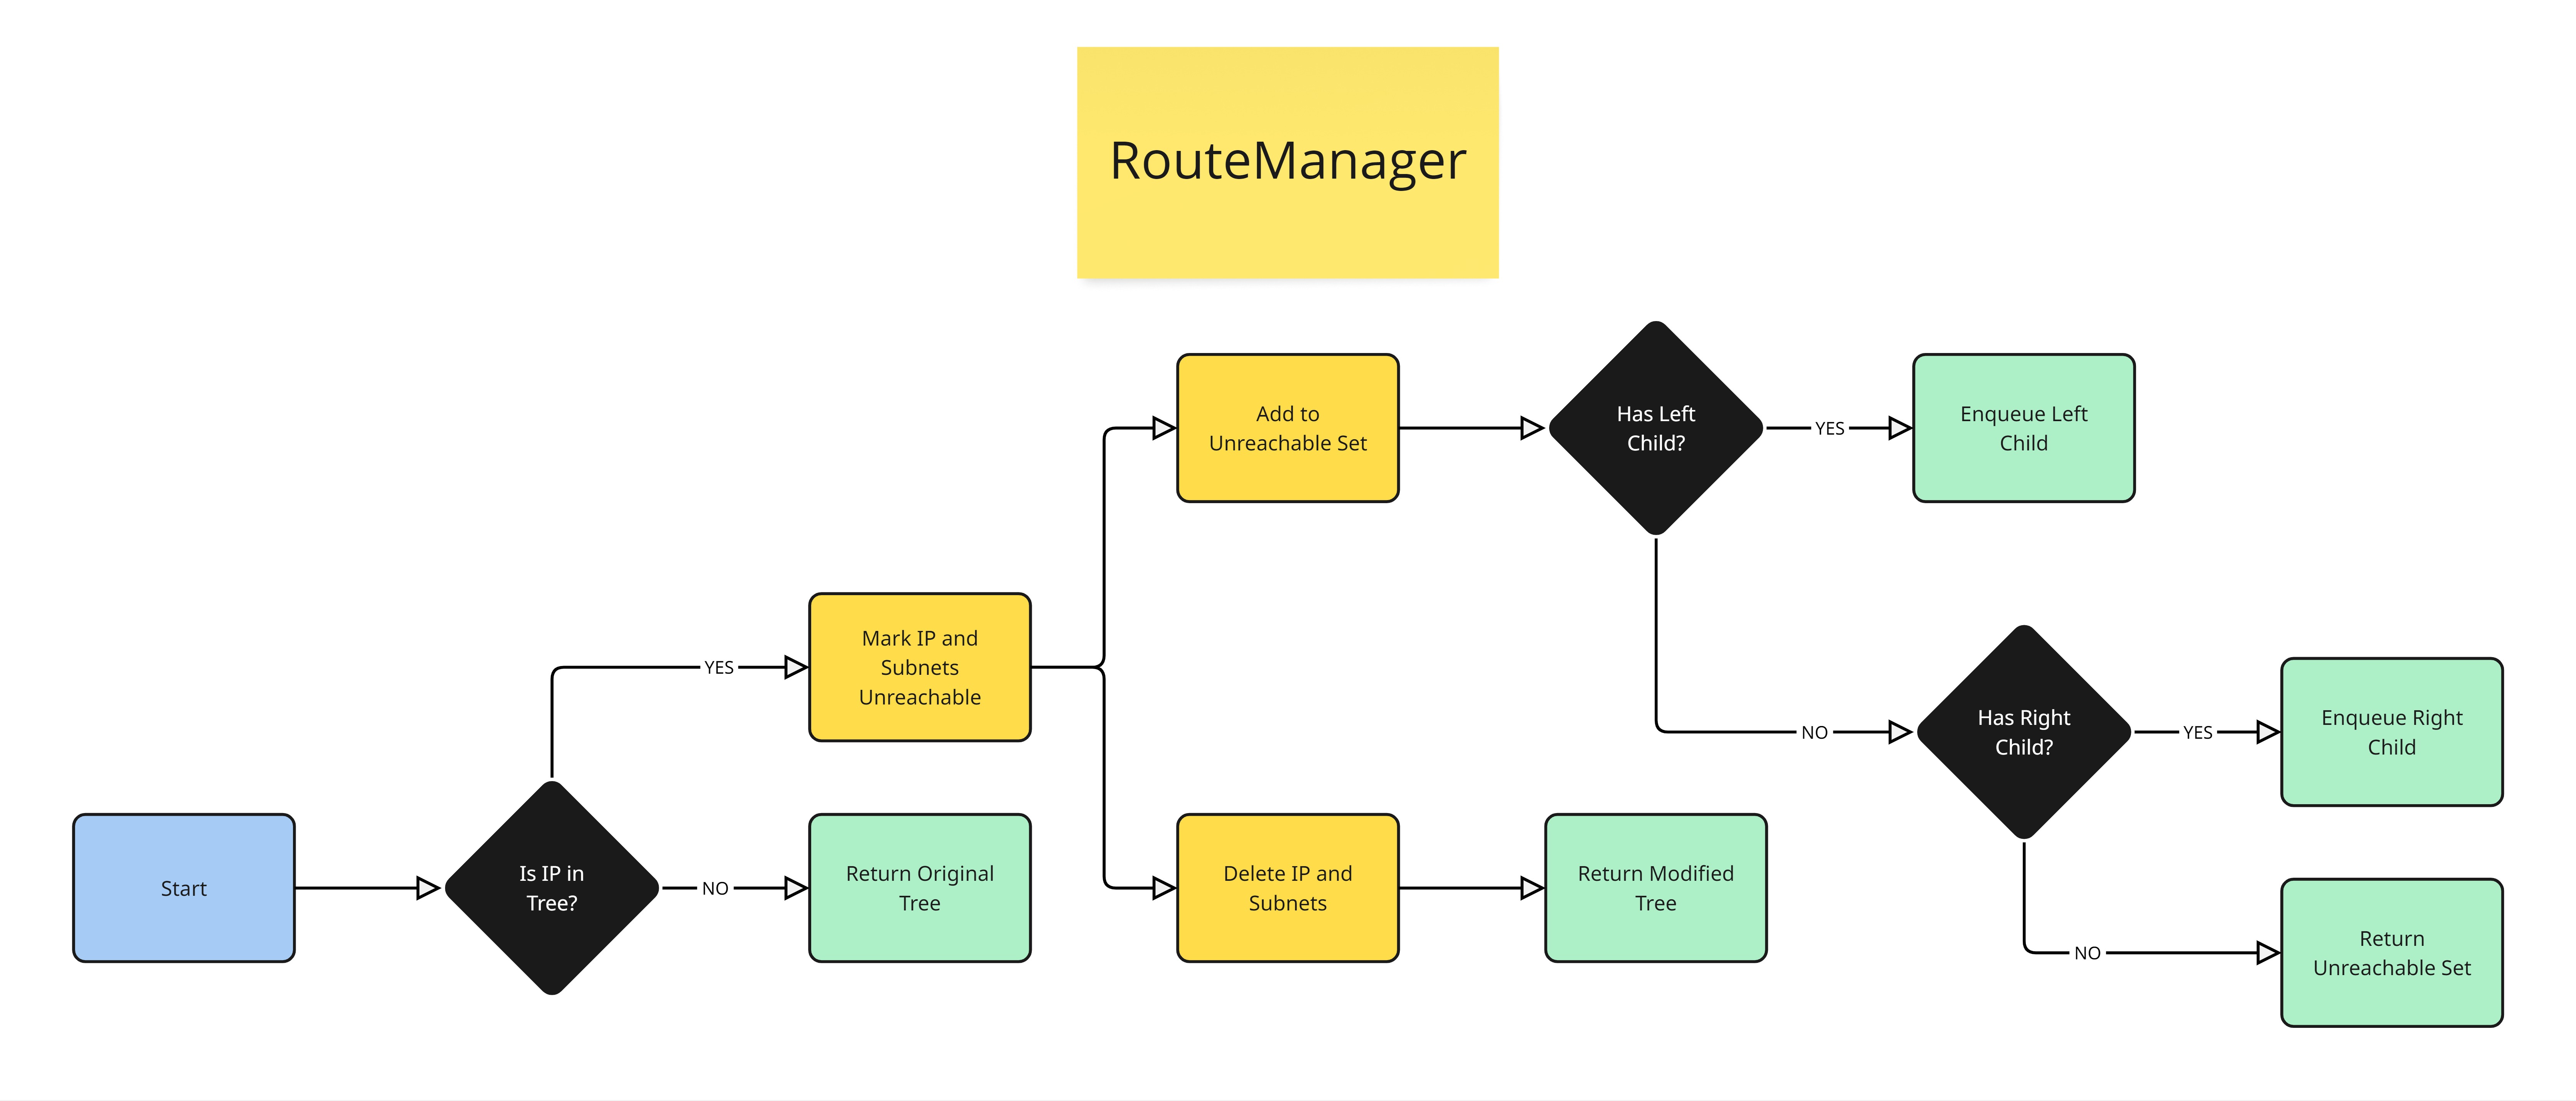 RouteManager
Add to
Unreachable Set
Has Left
Child?
YES
Enqueue Left
Child
Mark IP and
Subnets
Unreachable
YES
NO
Has Right
Child?
YES
Enqueue Right
Child
Start
Is IP in
Tree?
NO
Return Original
Tree
Delete IP and
Subnets
Return Modified
Tree
NO
Return
Unreachable Set